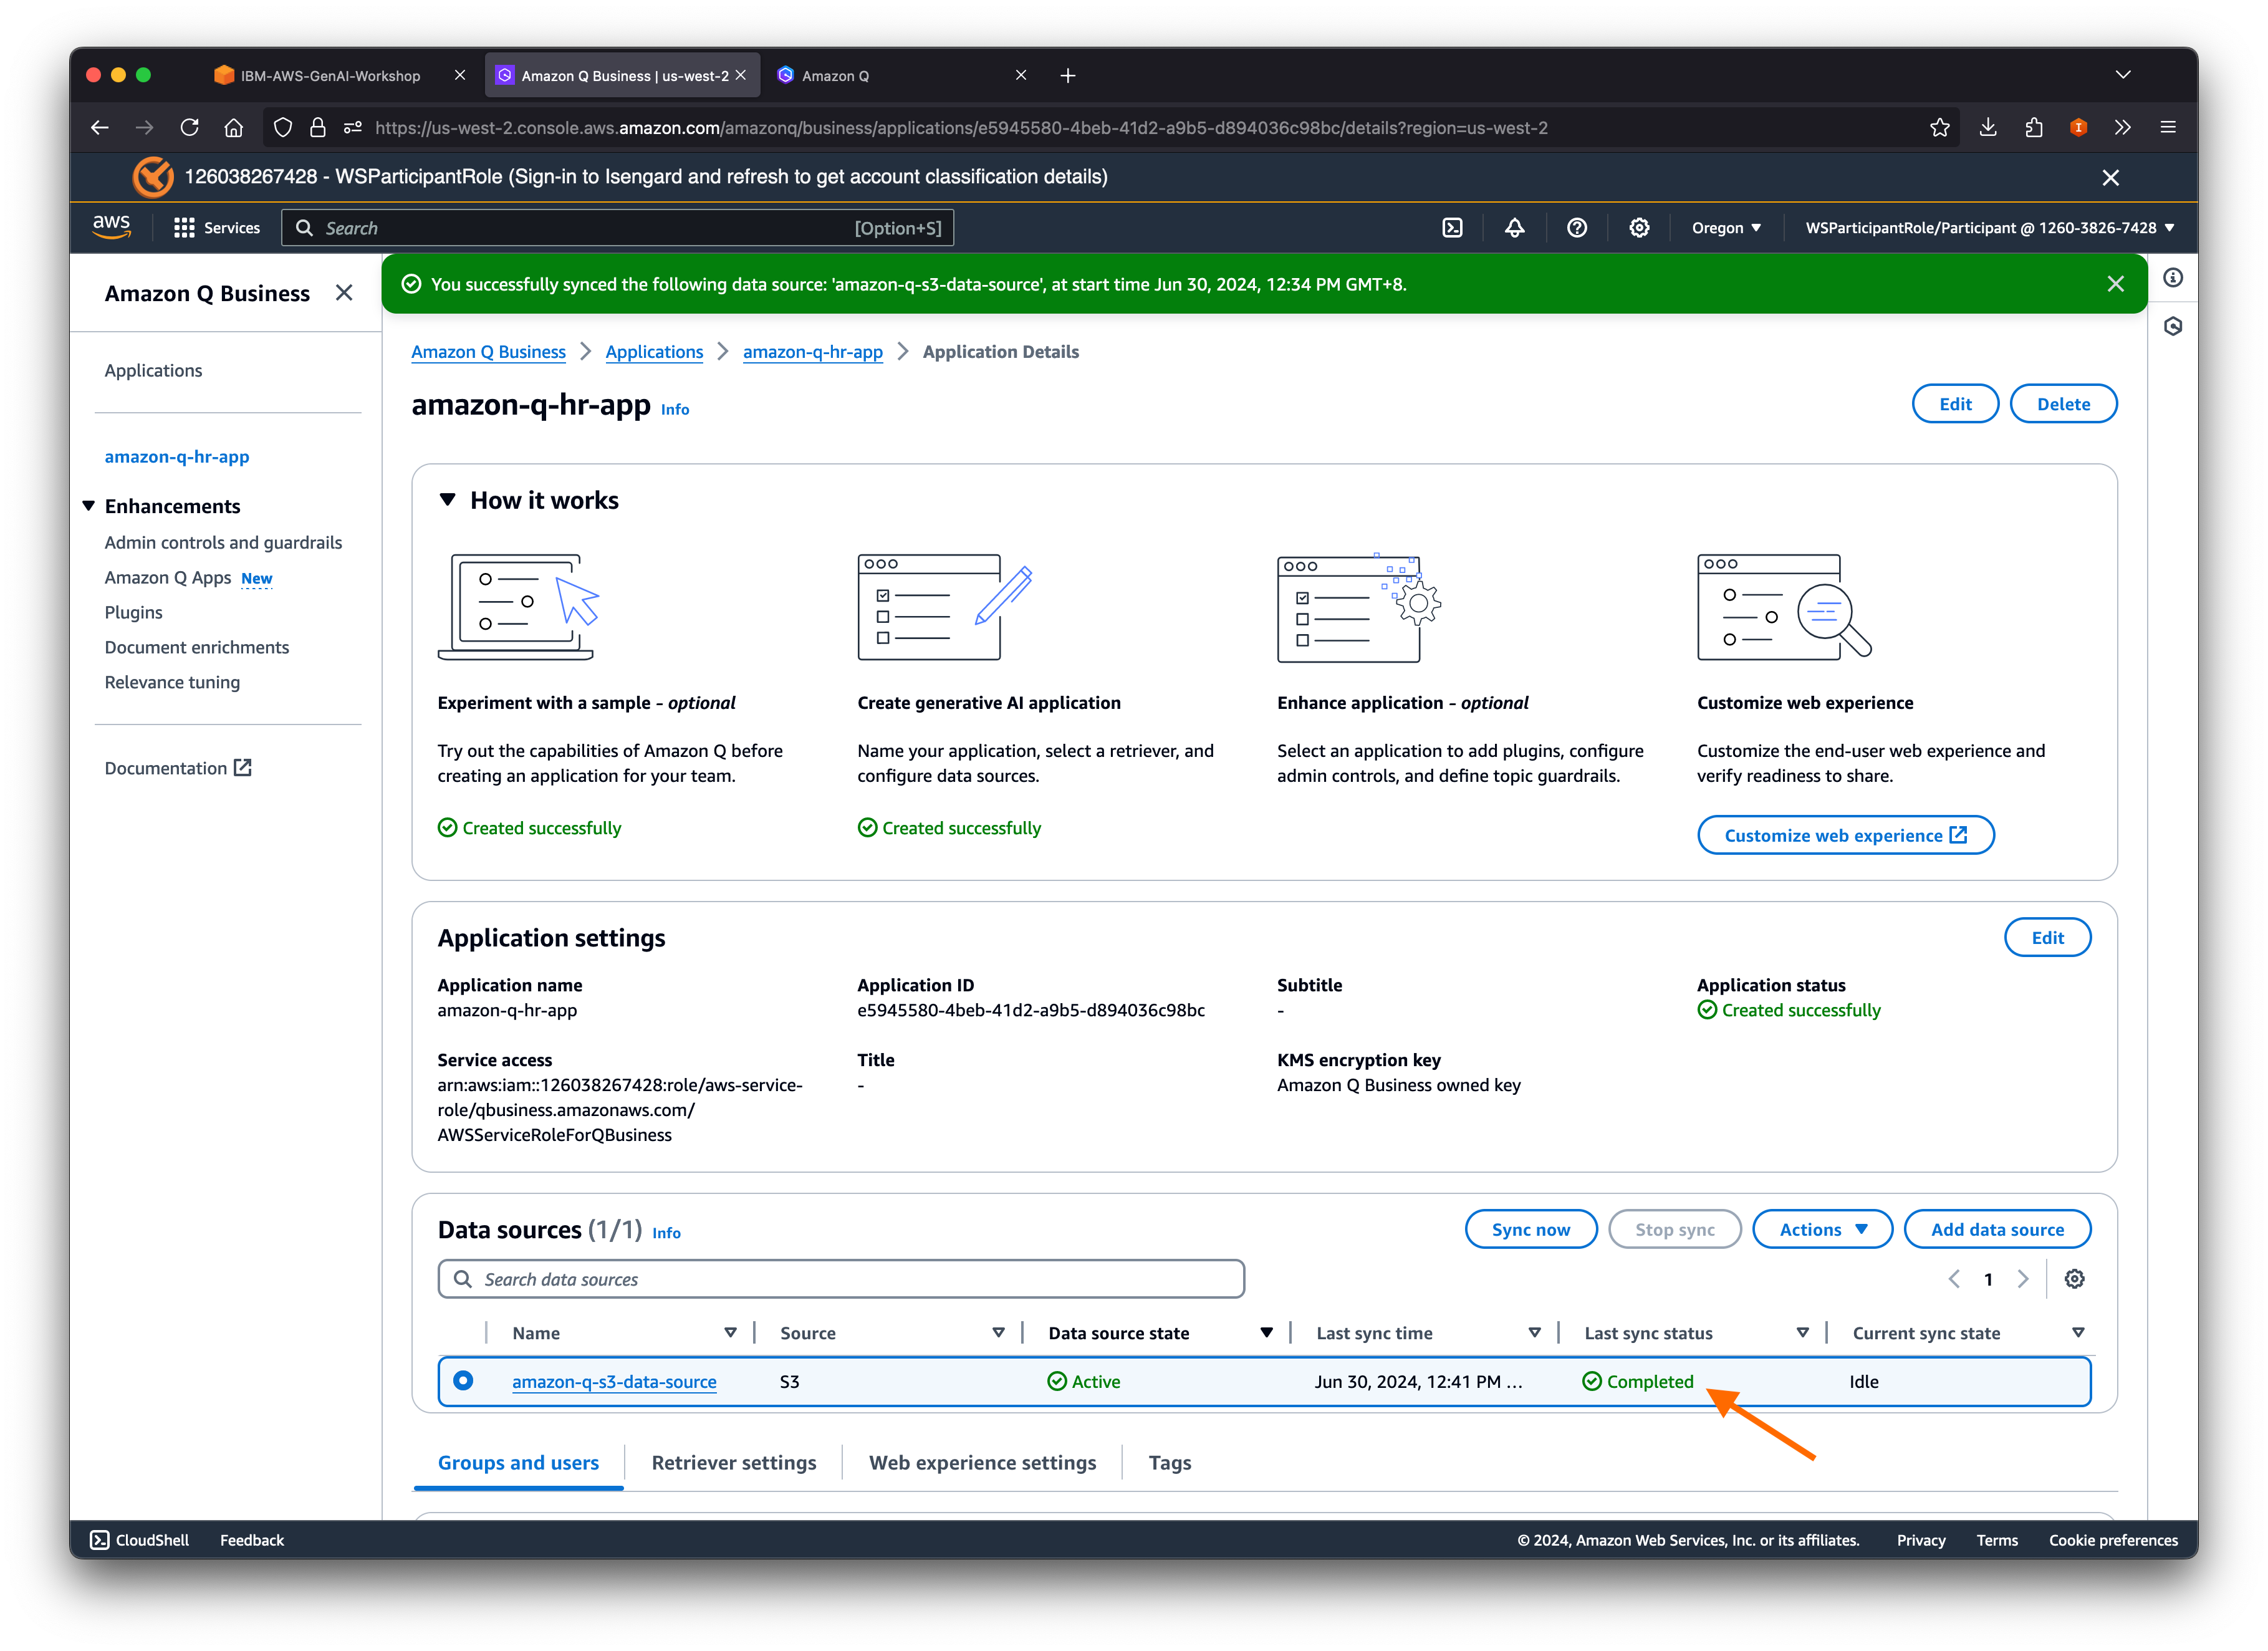 IBM-AWS-GenAI-Workshop
Amazon Q Business | us-west-2
Amazon Q
https://us-west-2.console.aws.amazon.com/amazonq/business/applications/e5945580-4beb-41d2-a9b5-d894036c98bc/details?region=us-west-2
126038267428 - WSParticipantRole (Sign-in to Isengard and refresh to get account classification details)
aws
Services
Search
[Option+S]
Oregon
WSParticipantRole/Participant @ 1260-3826-7428
Amazon Q Business
Applications
amazon-q-hr-app
Enhancements
Admin controls and guardrails
Amazon Q Apps New
Plugins
Document enrichments
Relevance tuning
Documentation
You successfully synced the following data source: 'amazon-q-s3-data-source', at start time Jun 30, 2024, 12:34 PM GMT+8.
Amazon Q Business > Applications > amazon-q-hr-app > Application Details
amazon-q-hr-app Info
Edit
Delete
How it works
Experiment with a sample - optional
Try out the capabilities of Amazon Q before
creating an application for your team.
Created successfully
Create generative AI application
Name your application, select a retriever, and
configure data sources.
Created successfully
Enhance application - optional
Select an application to add plugins, configure
admin controls, and define topic guardrails.
Customize web experience
Customize the end-user web experience and
verify readiness to share.
Customize web experience
Application settings
Edit
Application name
amazon-q-hr-app
Application ID
e5945580-4beb-41d2-a9b5-d894036c98bc
Subtitle
-
Application status
Created successfully
Service access
arn:aws:iam::126038267428:role/aws-service-
role/qbusiness.amazonaws.com/
AWSServiceRoleForQBusiness
Title
-
KMS encryption key
Amazon Q Business owned key
Data sources (1/1) Info
Sync now
Stop sync
Actions
Add data source
Search data sources
1
Name
Source
Data source state
Last sync time
Last sync status
Current sync state
amazon-q-s3-data-source
S3
Active
Jun 30, 2024, 12:41 PM ...
Completed
Idle
Groups and users
Retriever settings
Web experience settings
Tags
CloudShell
Feedback
© 2024, Amazon Web Services, Inc. or its affiliates.
Privacy
Terms
Cookie preferences